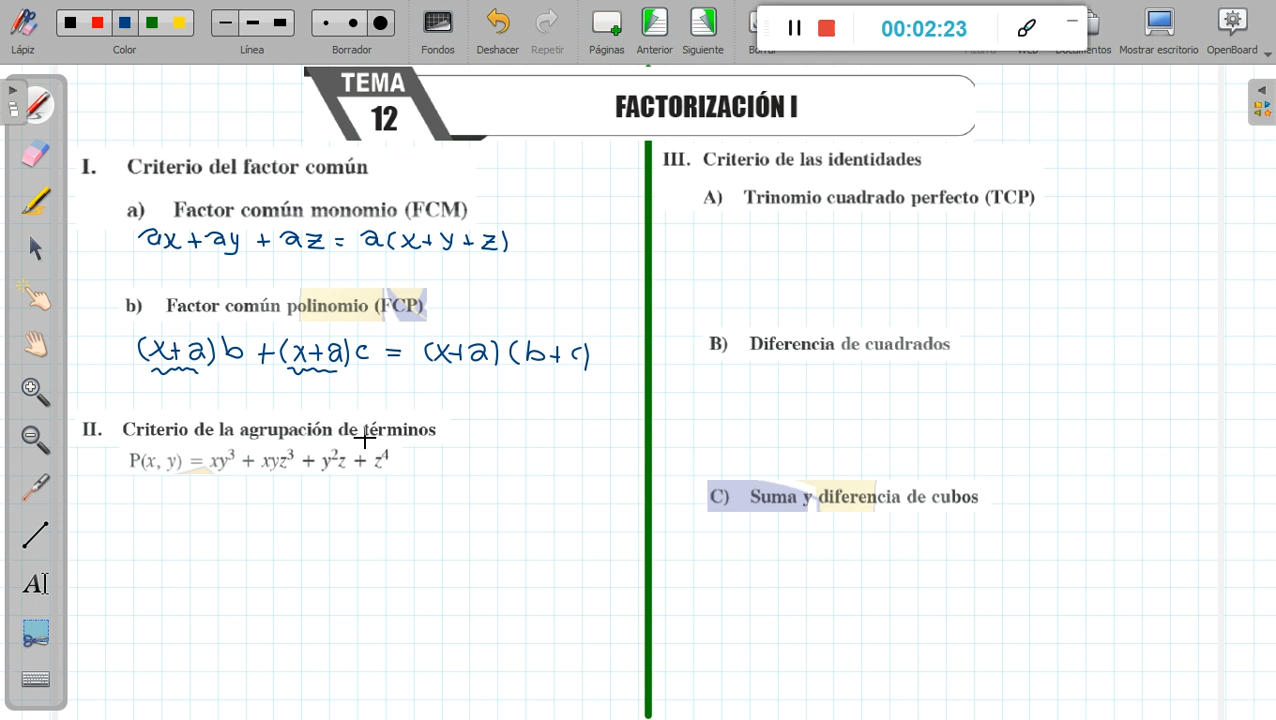 Lápiz Color Línea Borrador Fondos Deshacer Repetir Páginas Anterior Siguiente Mostrar escritorio OpenBoard
00:02:23
TEMA
12
FACTORIZACIÓN I
I. Criterio del factor común
a) Factor común monomio (FCM)
ax + ay + az = a(x + y + z)
b) Factor común polinomio (FCP)
(x+a)b + (x+a)c = (x+a)(b+c)
II. Criterio de la agrupación de términos
P(x, y) = xy³ + xyz³ + y²z + z⁴
III. Criterio de las identidades
A) Trinomio cuadrado perfecto (TCP)
B) Diferencia de cuadrados
C) Suma y diferencia de cubos